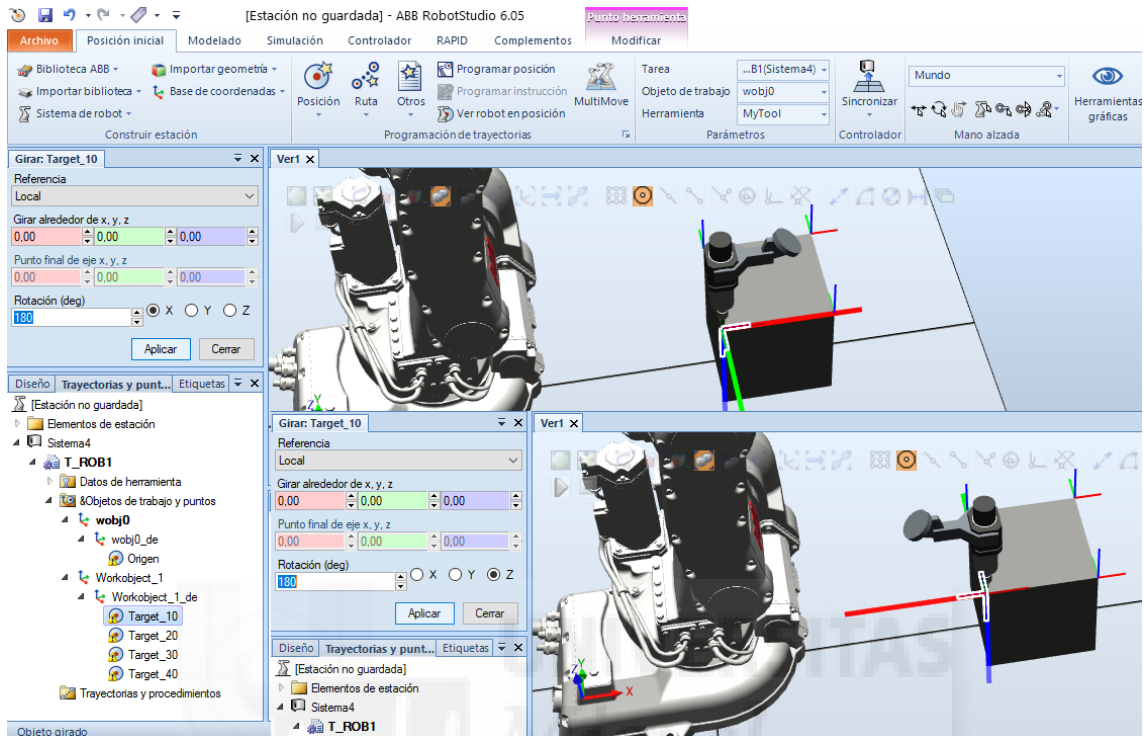 [Estación no guardada] - ABB RobotStudio 6.05
Punto herramienta
Archivo Posición inicial Modelado Simulación Controlador RAPID Complementos Modificar
Biblioteca ABB Importar geometría
Importar biblioteca Base de coordenadas
Sistema de robot
Construir estación
Posición Ruta Otros
Programar posición
Programar instrucción
Ver robot en posición
MultiMove
Programación de trayectorias
Tarea ...B1(Sistema4)
Objeto de trabajo wobj0
Herramienta MyTool
Parámetros
Sincronizar
Controlador
Mundo
Mano alzada
Herramientas
gráficas
Girar: Target_10
Referencia
Local
Girar alrededor de x, y, z
0,00 0,00 0,00
Punto final de eje x, y, z
0,00 0,00 0,00
Rotación (deg)
180 X Y Z
Aplicar Cerrar
Diseño Trayectorias y punt... Etiquetas
[Estación no guardada]
Elementos de estación
Sistema4
T_ROB1
Datos de herramienta
&Objetos de trabajo y puntos
wobj0
wobj0_de
Origen
Workobject_1
Workobject_1_de
Target_10
Target_20
Target_30
Target_40
Trayectorias y procedimientos
Objeto girado
Ver1
Z Y
Girar: Target_10
Referencia
Local
Girar alrededor de x, y, z
0,00 0,00 0,00
Punto final de eje x, y, z
0,00 0,00 0,00
Rotación (deg)
180 X Y Z
Aplicar Cerrar
Diseño Trayectorias y punt... Etiquetas
[Estación no guardada]
Elementos de estación
Sistema4
T_ROB1
Ver1
Z Y
X
UNIVERSITAS